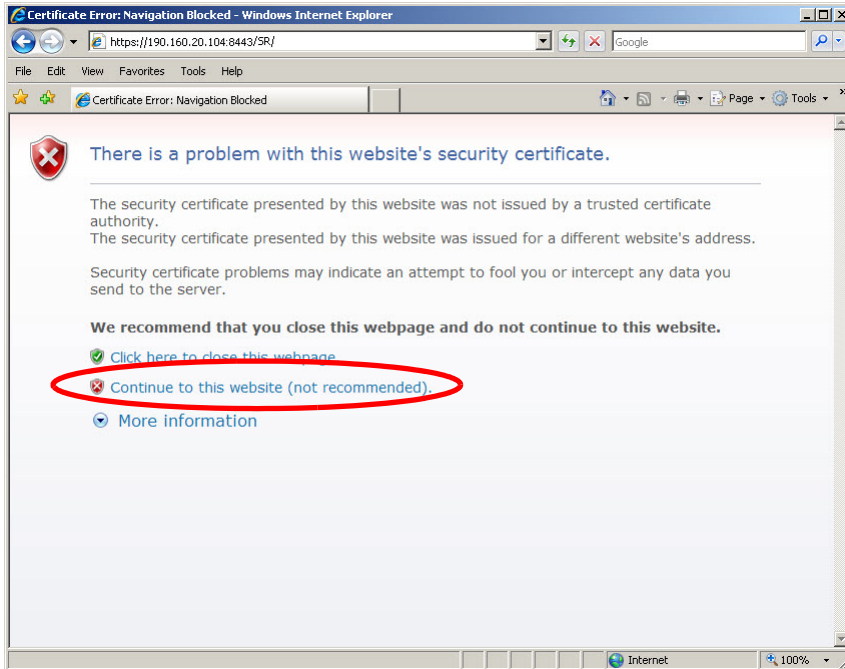 Certificate Error: Navigation Blocked - Windows Internet Explorer
https://190.160.20.104:8443/SR/
Google
File Edit View Favorites Tools Help
Certificate Error: Navigation Blocked
Page Tools »
There is a problem with this website's security certificate.
The security certificate presented by this website was not issued by a trusted certificate
authority.
The security certificate presented by this website was issued for a different website's address.
Security certificate problems may indicate an attempt to fool you or intercept any data you
send to the server.
We recommend that you close this webpage and do not continue to this website.
Click here to close this webpage.
Continue to this website (not recommended).
More information
Internet
100%